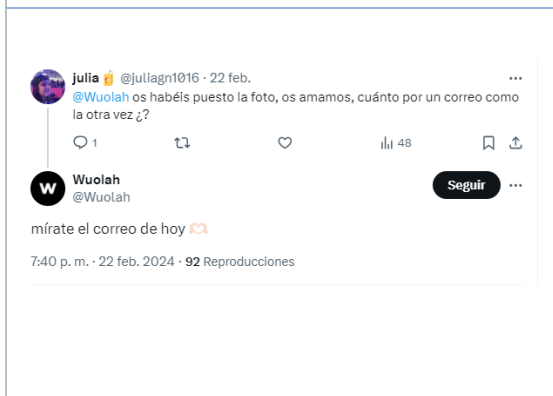 julia 🍺 @juliagn1016 · 22 feb.
@Wuolah os habéis puesto la foto, os amamos, cuánto por un correo como
la otra vez ¿?
1 48
W Wuolah
@Wuolah
Seguir
mírate el correo de hoy 🫶🏻
7:40 p. m. · 22 feb. 2024 · 92 Reproducciones